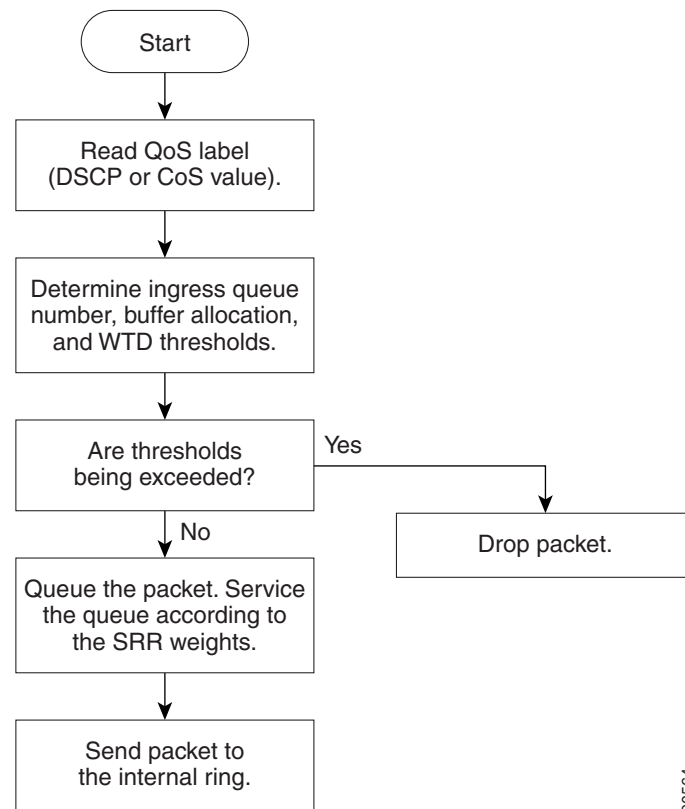 Start
Read QoS label
(DSCP or CoS value).
Determine ingress queue
number, buffer allocation,
and WTD thresholds.
Are thresholds
being exceeded?
Yes
No
Drop packet.
Queue the packet. Service
the queue according to
the SRR weights.
Send packet to
the internal ring.